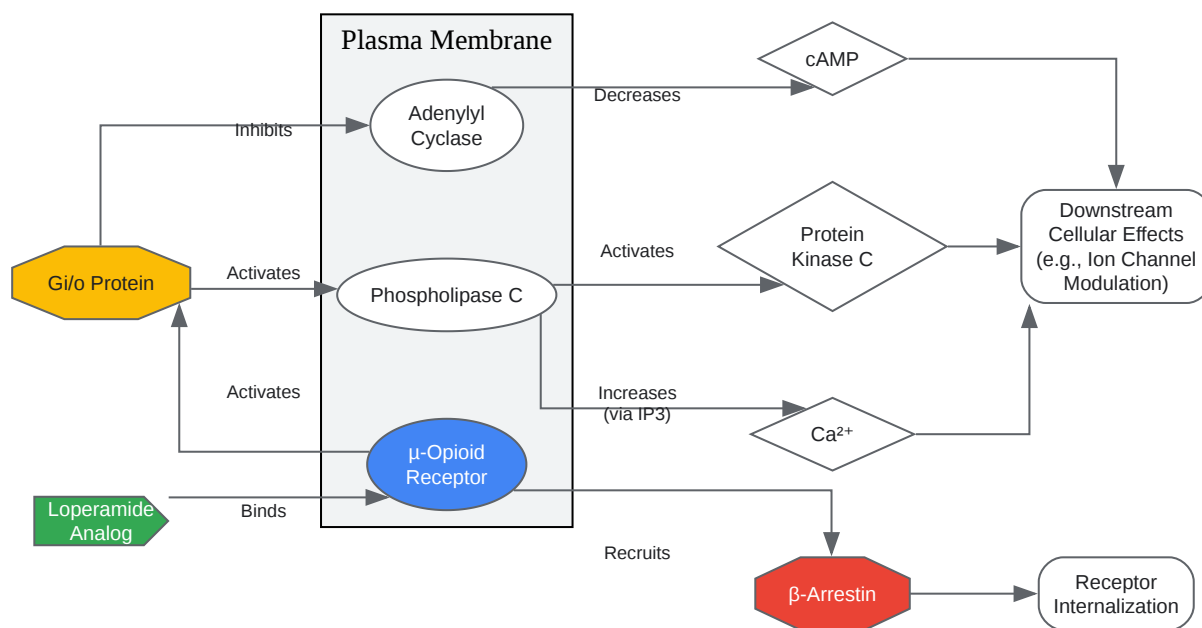 Plasma Membrane
cAMP
Adenylyl
Cyclase
Decreases
Inhibits
Protein
Kinase C
Downstream
Cellular Effects
(e.g., Ion Channel
Modulation)
Activates
Activates
Gi/o Protein
Phospholipase C
Activates
Increases
(via IP3)
Ca²⁺
µ-Opioid
Receptor
Loperamide
Analog
Binds
Recruits
β-Arrestin
Receptor
Internalization